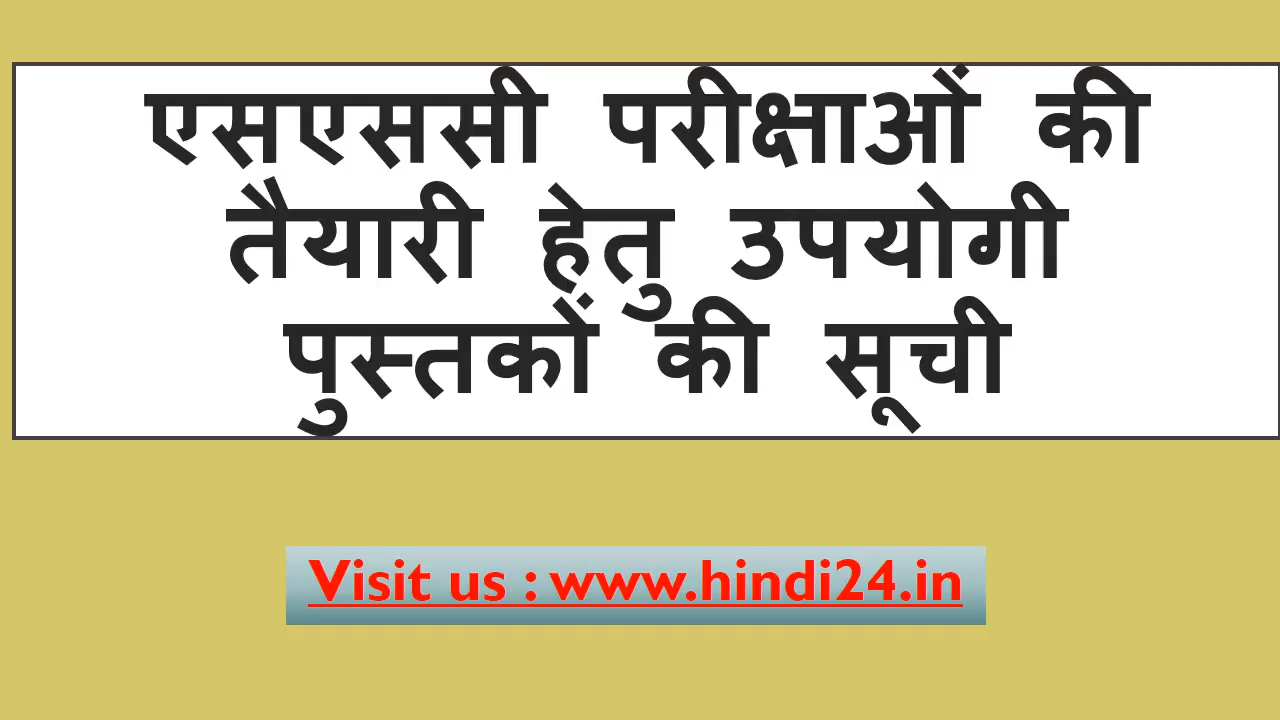 एसएससी परीक्षाओं की
तैयारी हेतु उपयोगी
पुस्तकों की सूची
Visit us : www.hindi24.in